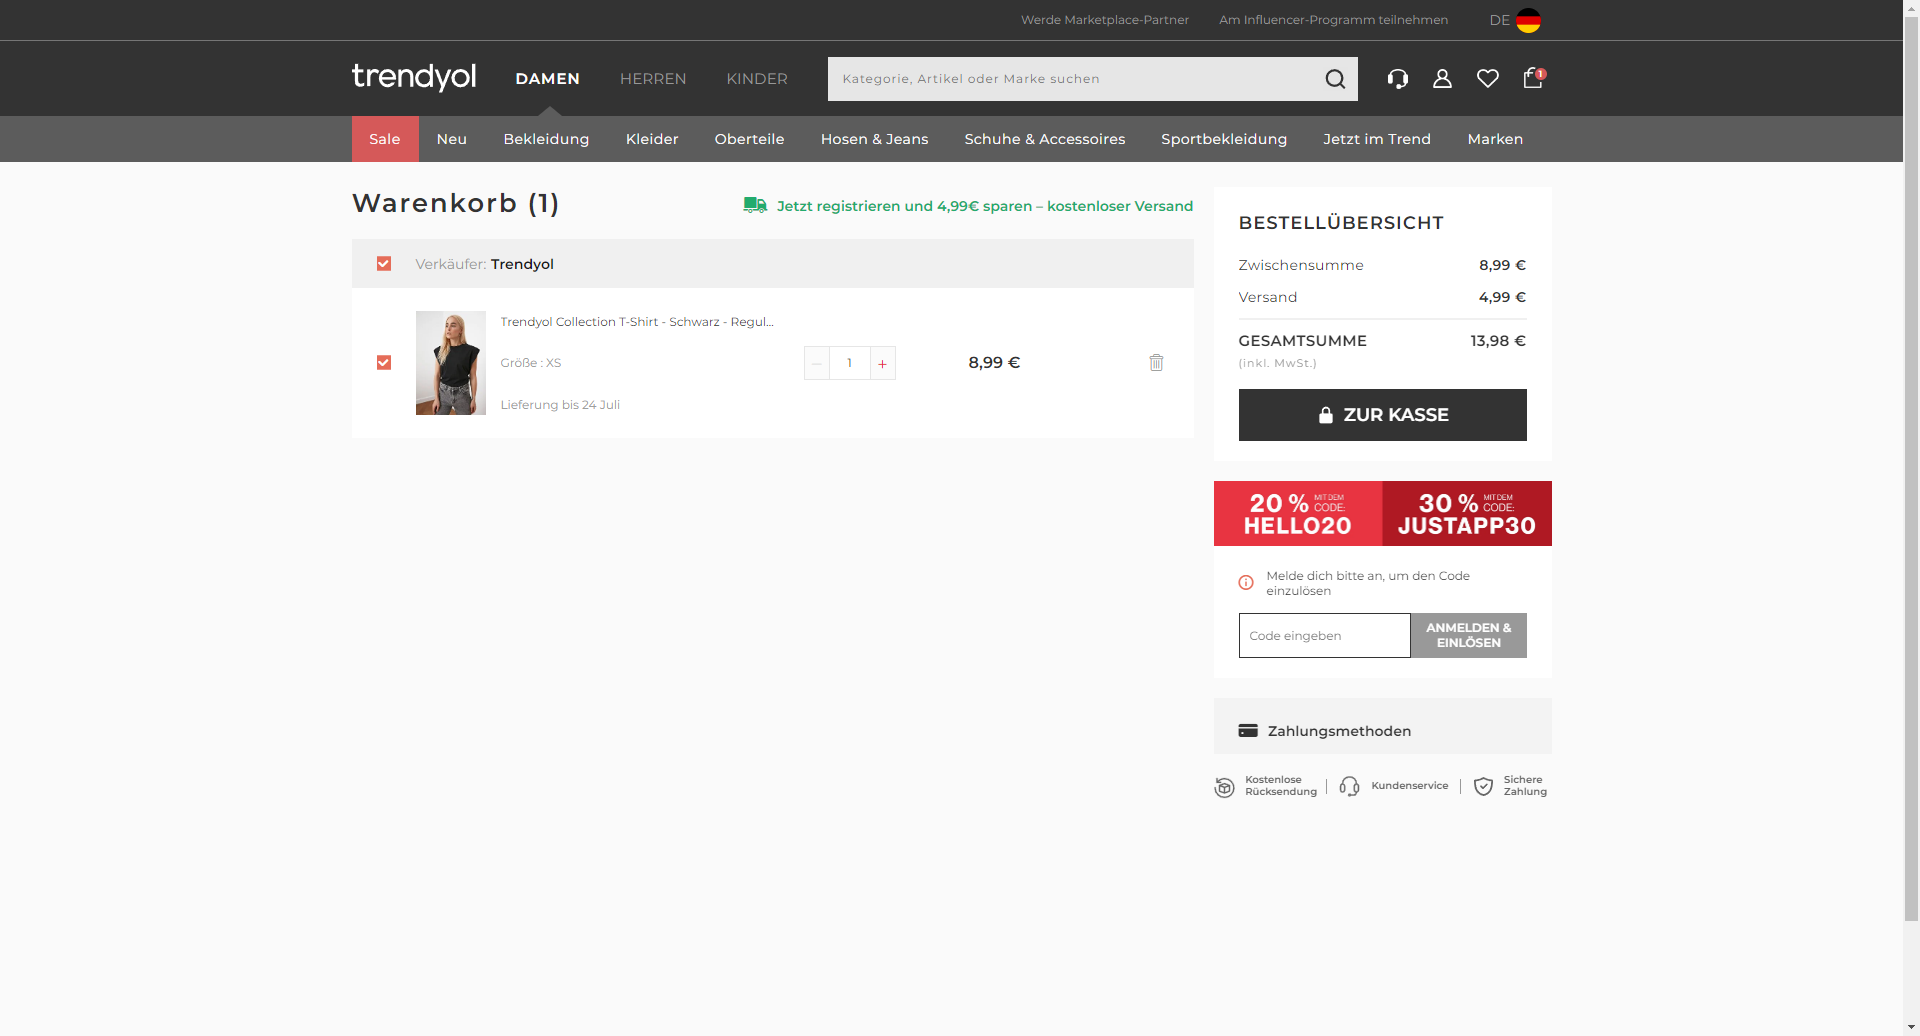 Werde Marketplace-Partner
Am Influencer-Programm teilnehmen
DE
trendyol
DAMEN
HERREN
KINDER
Kategorie, Artikel oder Marke suchen
1
Sale
Neu
Bekleidung
Kleider
Oberteile
Hosen & Jeans
Schuhe & Accessoires
Sportbekleidung
Jetzt im Trend
Marken
Warenkorb (1)
Jetzt registrieren und 4,99€ sparen – kostenloser Versand
Verkäufer: Trendyol
Trendyol Collection T-Shirt - Schwarz - Regul...
Größe : XS
Lieferung bis 24 Juli
1
+
8,99 €
BESTELLÜBERSICHT
Zwischensumme 8,99 €
Versand 4,99 €
GESAMTSUMME 13,98 €
(inkl. MwSt.)
ZUR KASSE
20 % MIT DEM CODE:
HELLO20
30 % MIT DEM CODE:
JUSTAPP30
Melde dich bitte an, um den Code
einzulösen
Code eingeben
ANMELDEN &
EINLÖSEN
Zahlungsmethoden
Kostenlose
Rücksendung
Kundenservice
Sichere
Zahlung